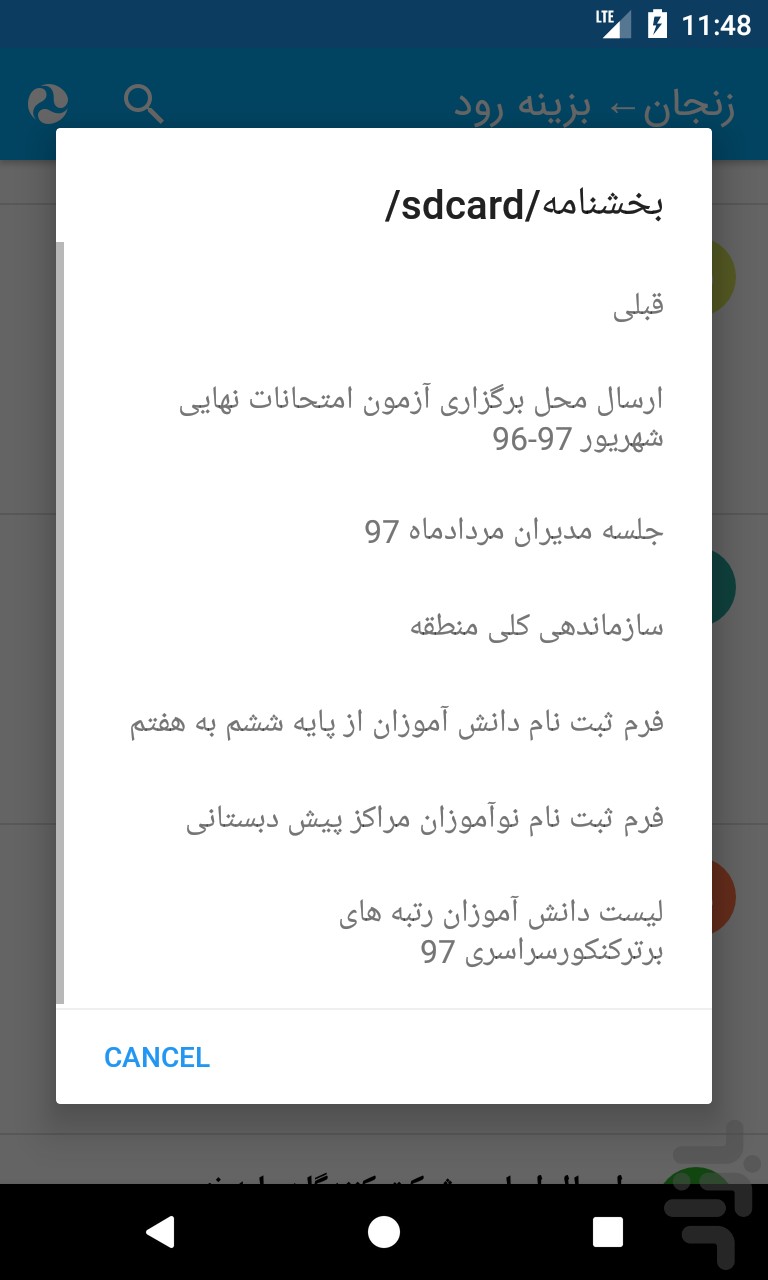 LTE 11:48
زنجان← بزینه رود
بخشنامه/sdcard/
قبلی
ارسال محل برگزاری آزمون امتحانات نهایی
شهریور 97-96
جلسه مدیران مردادماه 97
سازماندهی کلی منطقه
فرم ثبت نام دانش آموزان از پایه ششم به هفتم
فرم ثبت نام نوآموزان مراکز پیش دبستانی
لیست دانش آموزان رتبه های
برترکنکورسراسری 97
CANCEL